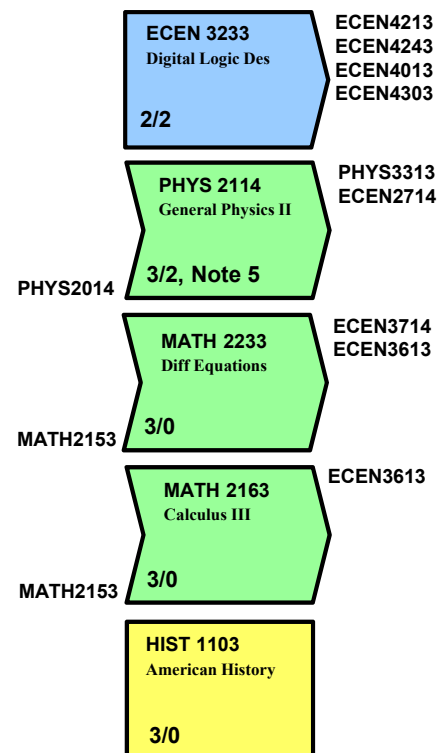 ECEN 3233
Digital Logic Des
2/2
ECEN4213
ECEN4243
ECEN4013
ECEN4303
PHYS 2114
General Physics II
3/2, Note 5
PHYS2014
PHYS3313
ECEN2714
MATH 2233
Diff Equations
3/0
MATH2153
ECEN3714
ECEN3613
MATH 2163
Calculus III
3/0
MATH2153
ECEN3613
HIST 1103
American History
3/0